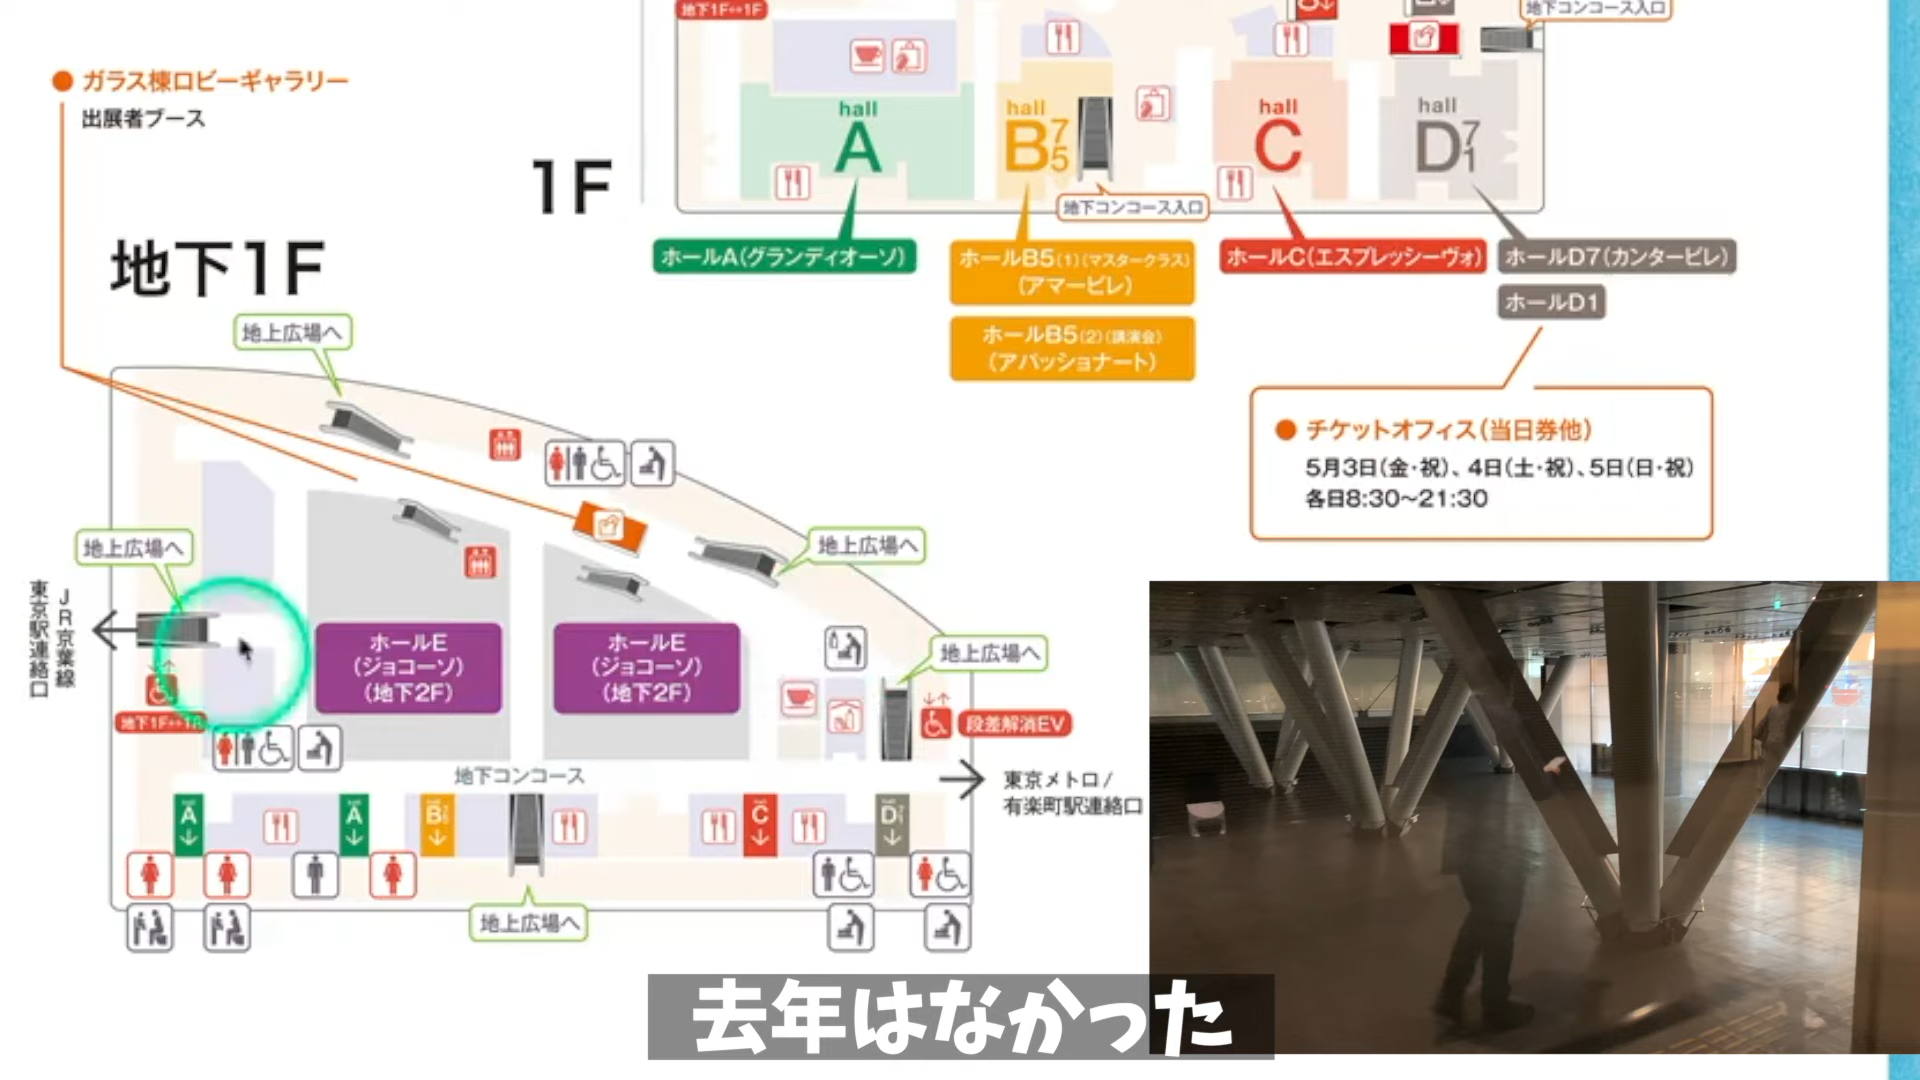 地下1F↔1F
地下コンコース入口
ガラス棟ロビーギャラリー
出展者ブース
1F
hall
A
hall
B7
5
hall
C
hall
D7
1
地下コンコース入口
ホールA(グランディオーソ)
ホールB5(1)(マスタークラス)
(アマービレ)
ホールC(エスプレッシーヴォ)
ホールD7(カンタービレ)
ホールB5(2)(講演会)
(アパッショナート)
ホールD1
チケットオフィス(当日券他)
5月3日(金・祝)、4日(土・祝)、5日(日・祝)
各日8:30〜21:30
地下1F
地上広場へ
地上広場へ
地上広場へ
JR京葉線
東京駅連絡口
ホールE
(ジョコーソ)
(地下2F)
ホールE
(ジョコーソ)
(地下2F)
地上広場へ
地下1F↔1F
段差解消EV
地下コンコース
東京メトロ/
有楽町駅連絡口
A
A
B
C
D
地上広場へ
去年はなかった